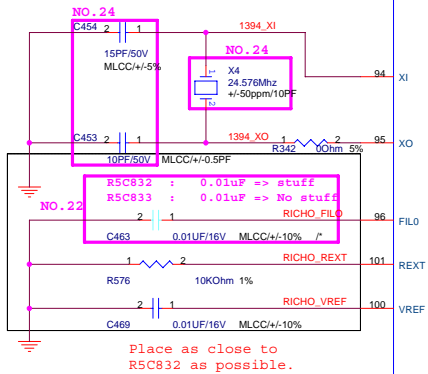 NO.24
C454 2 1 1394_XI
15PF/50V
MLCC/+/-5%
NO.24
1 X4
24.576Mhz
+/-50ppm/10PF
2
94 XI
C453 2 1 1394_XO 1 2 95 XO
R342 0Ohm 5%
10PF/50V MLCC/+/-0.5PF
R5C832 : 0.01uF => stuff
R5C833 : 0.01uF => No stuff
NO.22
2 1 RICHO_FILO 96 FIL0
C463 0.01UF/16V MLCC/+/-10% /*
1 2 RICHO_REXT 101 REXT
R576 10KOhm 1%
2 1 RICHO_VREF 100 VREF
C469 0.01UF/16V MLCC/+/-10%
Place as close to
R5C832 as possible.